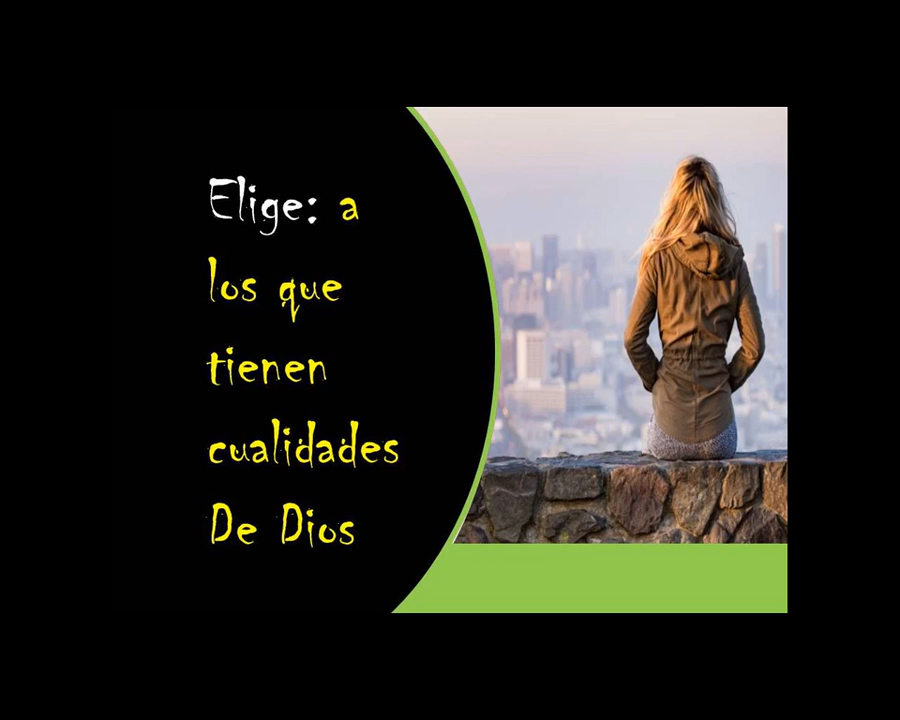 Elige: a
los que
tienen
cualidades
De Dios